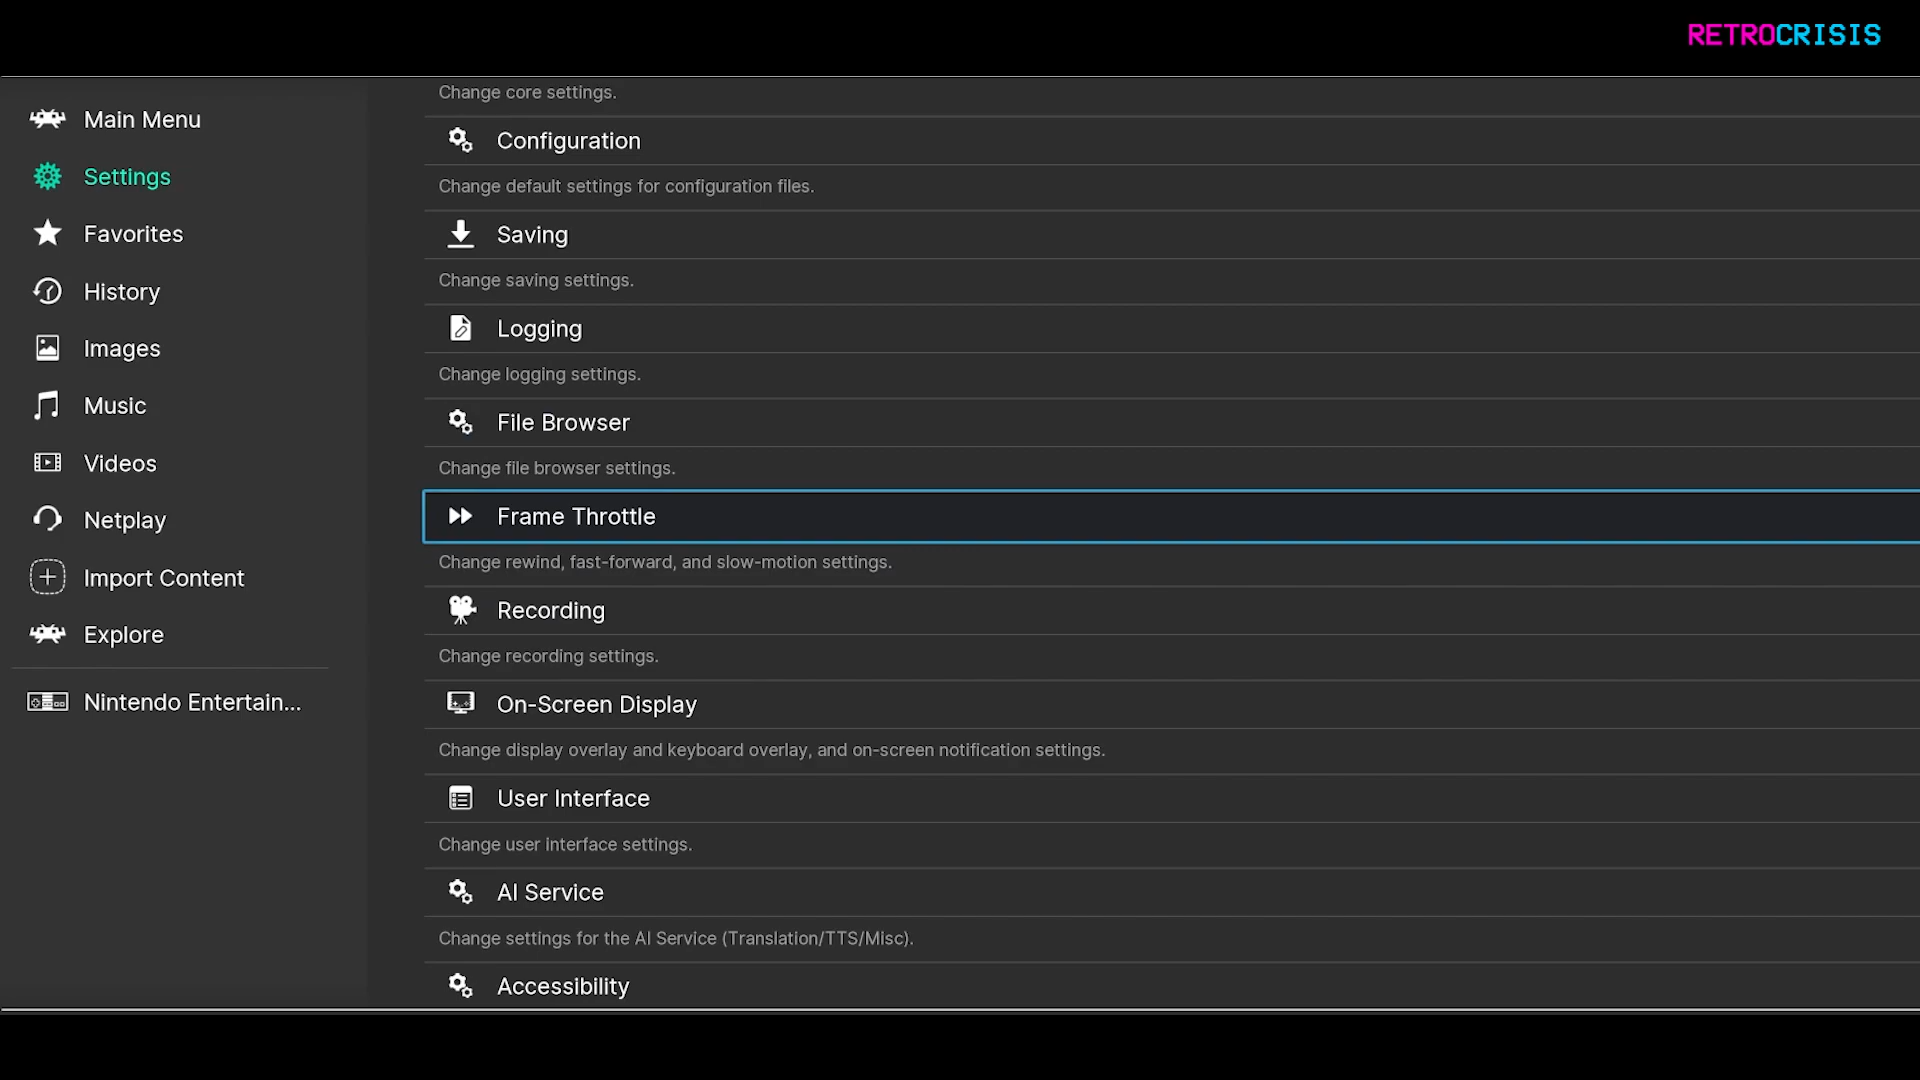 RETROCRISIS
Main Menu
Settings
Favorites
History
Images
Music
Videos
Netplay
Import Content
Explore
Nintendo Entertain...
Change core settings.
Configuration
Change default settings for configuration files.
Saving
Change saving settings.
Logging
Change logging settings.
File Browser
Change file browser settings.
Frame Throttle
Change rewind, fast-forward, and slow-motion settings.
Recording
Change recording settings.
On-Screen Display
Change display overlay and keyboard overlay, and on-screen notification settings.
User Interface
Change user interface settings.
AI Service
Change settings for the AI Service (Translation/TTS/Misc).
Accessibility